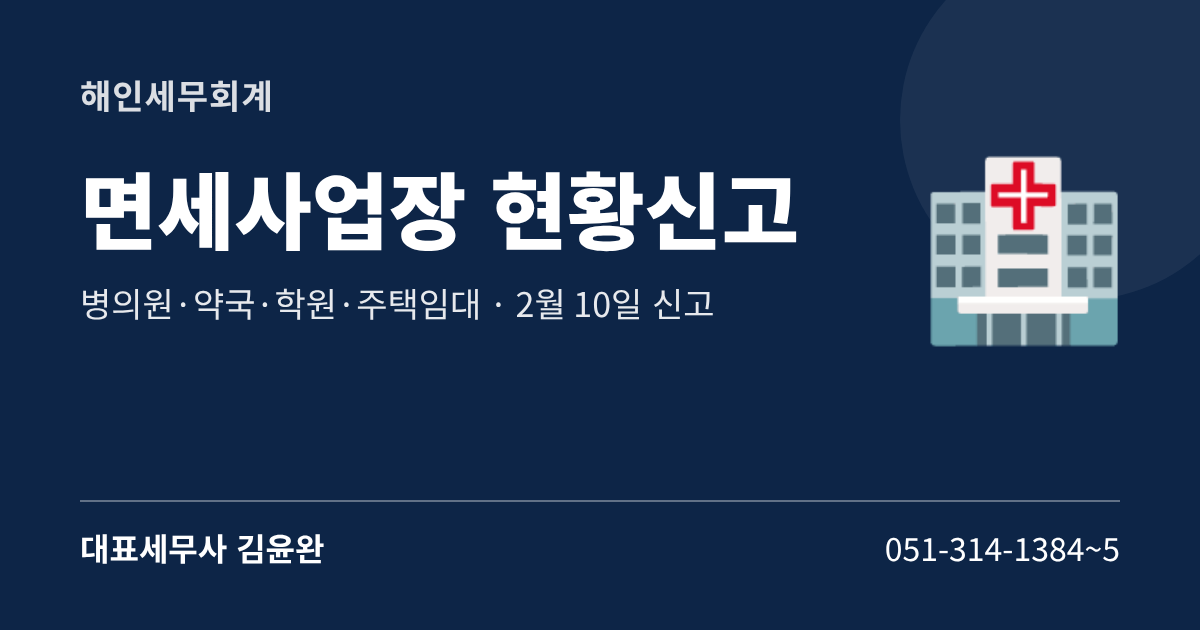 해인세무회계
면세사업장 현황신고
병의원·약국·학원·주택임대 · 2월 10일 신고
대표세무사 김윤완
051-314-1384~5